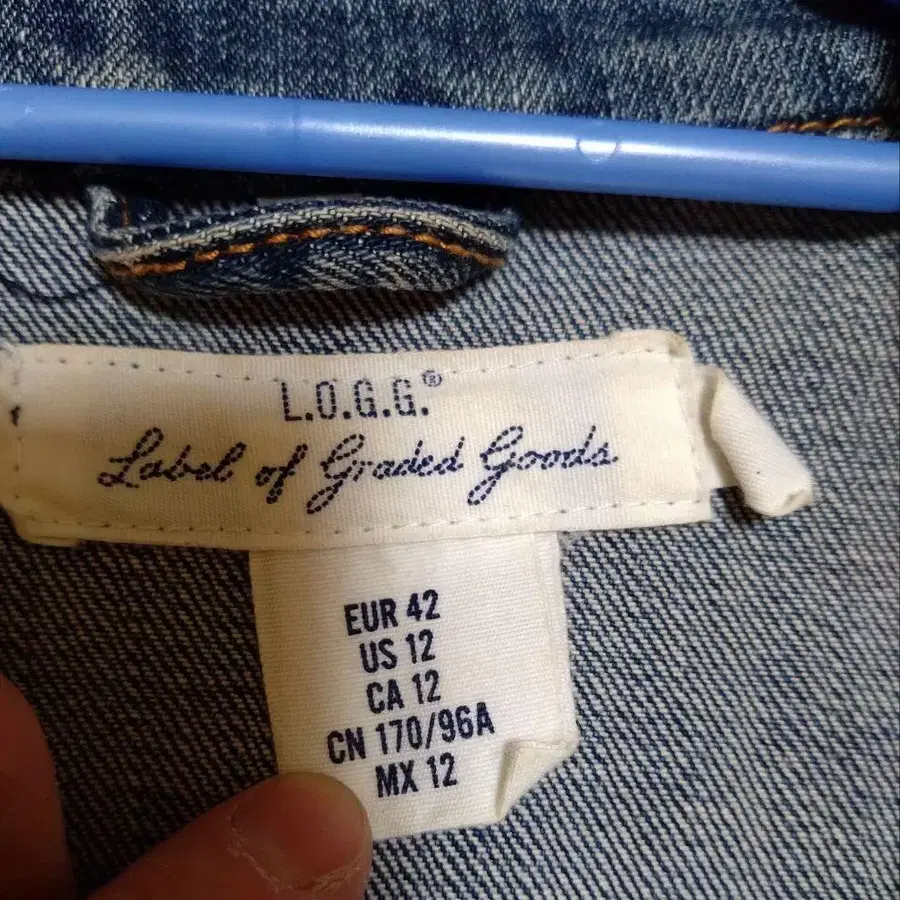 L.O.G.G.®
Label of Graded Goods
EUR 42
US 12
CA 12
CN 170/96A
MX 12